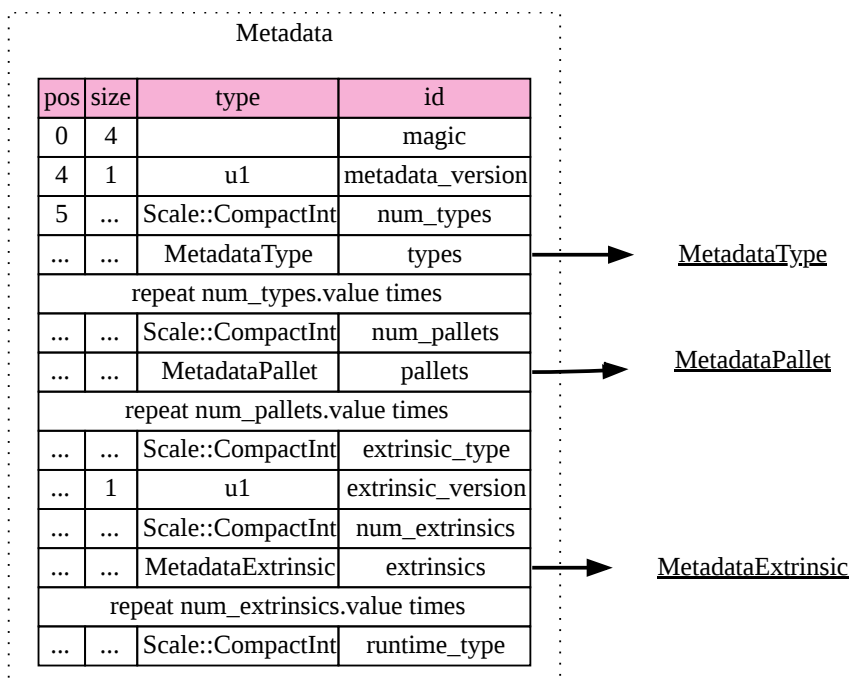 Metadata
pos size type id
0 4 magic
4 1 u1 metadata_version
5 ... Scale::CompactInt num_types
... ... MetadataType types MetadataType
repeat num_types.value times
... ... Scale::CompactInt num_pallets
... ... MetadataPallet pallets MetadataPallet
repeat num_pallets.value times
... ... Scale::CompactInt extrinsic_type
... 1 u1 extrinsic_version
... ... Scale::CompactInt num_extrinsics
... ... MetadataExtrinsic extrinsics MetadataExtrinsic
repeat num_extrinsics.value times
... ... Scale::CompactInt runtime_type